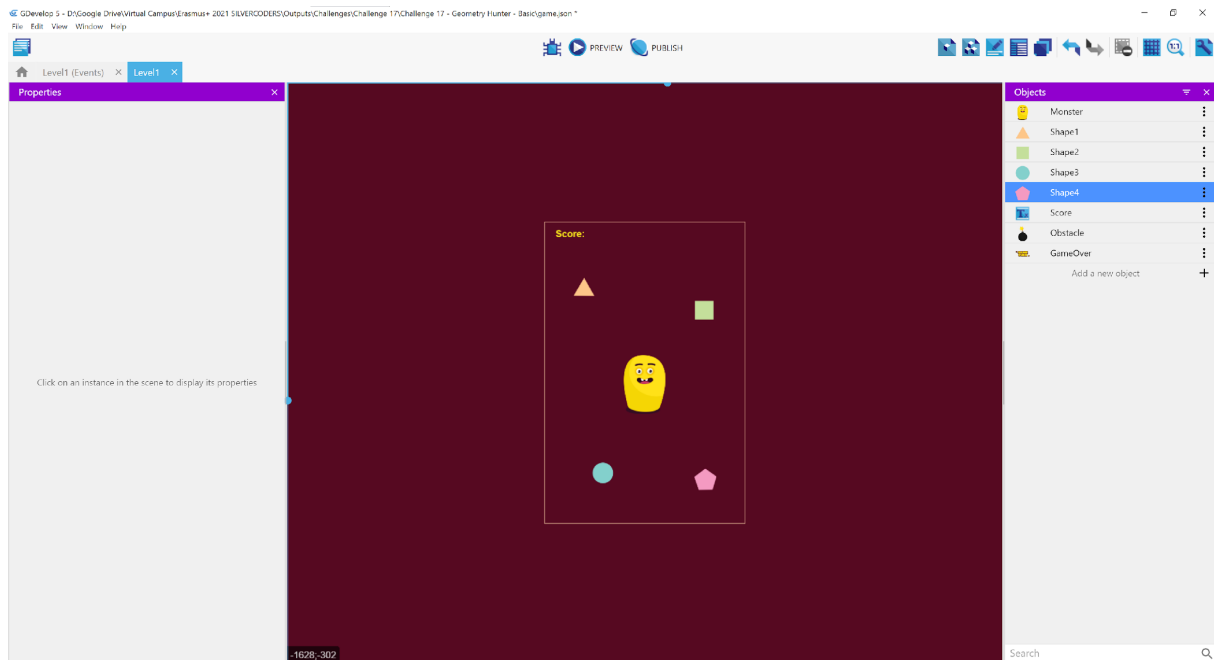 GDevelop 5 - D:\Google Drive\Virtual Campus\Erasmus+ 2021 SILVERCODERS\Outputs\Challenges\Challenge 17\Challenge 17 - Geometry Hunter - Basic\game.json *
File Edit View Window Help
PREVIEW PUBLISH
1:1
Level1 (Events) Level1
Properties
Objects
Monster
Shape1
Shape2
Shape3
Shape4
Score
Obstacle
GameOver
Add a new object
Score:
Click on an instance in the scene to display its properties
-1628;-302
Search